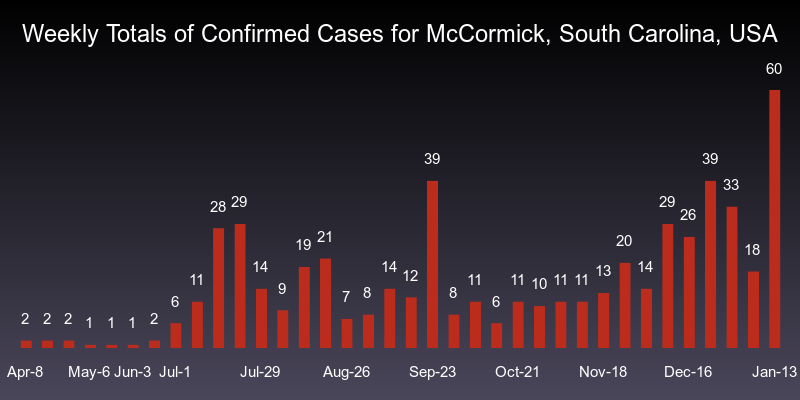 Weekly Totals of Confirmed Cases for McCormick, South Carolina, USA
2 2 2 1 1 1 2 6 11 28 29 14 9 19 21 7 8 14 12 39 8 11 6 11 10 11 11 13 20 14 29 26 39 33 18 60
Apr-8 May-6 Jun-3 Jul-1 Jul-29 Aug-26 Sep-23 Oct-21 Nov-18 Dec-16 Jan-13